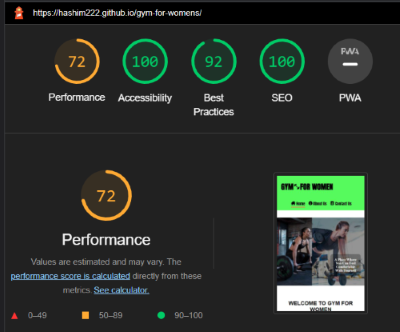 https://hashim222.github.io/gym-for-womens/
72
100
92
100
PWA
Performance
Accessibility
Best
Practices
SEO
PWA
72
Performance
Values are estimated and may vary. The
performance score is calculated directly from these
metrics. See calculator.
0–49
50–89
90–100
GYM FOR WOMEN
Home
About Us
Contact Us
WELCOME TO GYM FOR
WOMEN